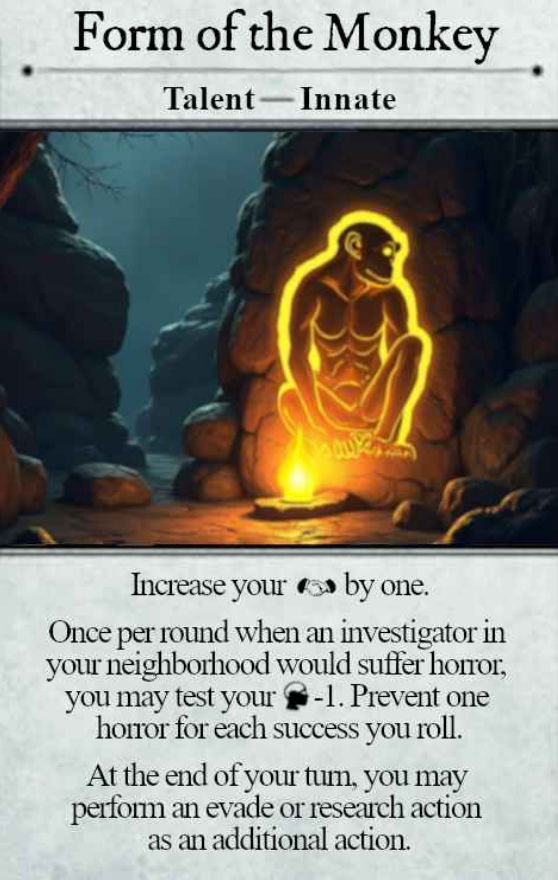 Form of the Monkey
Talent — Innate
Increase your by one.
Once per round when an investigator in
your neighborhood would suffer horror,
you may test your -1. Prevent one
horror for each success you roll.
At the end of your turn, you may
perform an evade or research action
as an additional action.